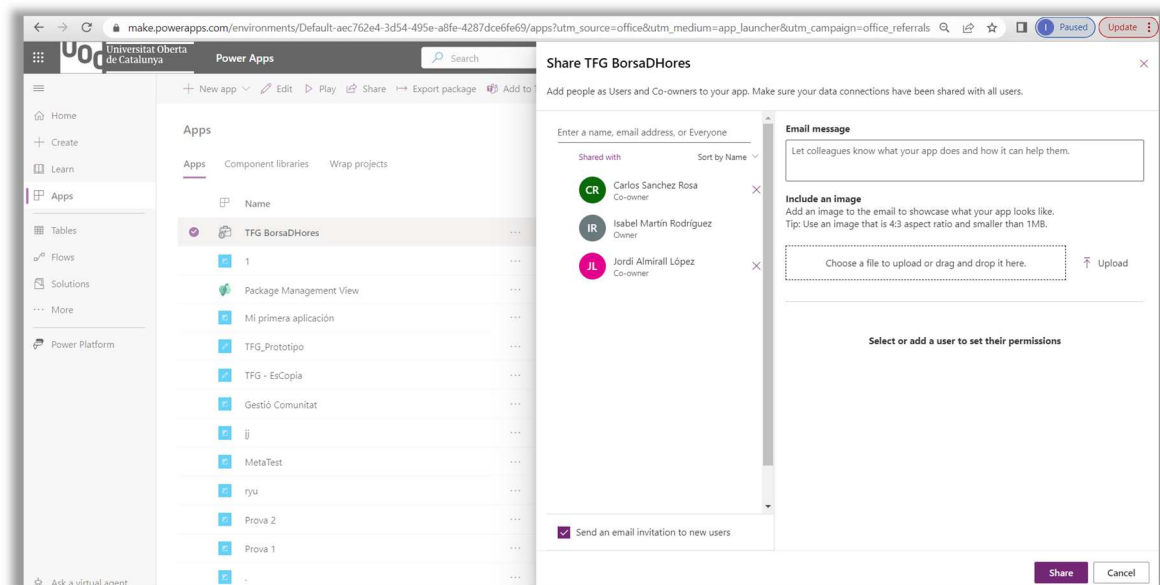 make.powerapps.com/environments/Default-aec762e4-3d54-495e-a8fe-4287dce6fe69/apps?utm_source=office&utm_medium=app_launcher&utm_campaign=office_referrals
I Paused
Update
UOC Universitat Oberta
de Catalunya
Power Apps
Search
New app
Edit
Play
Share
Export package
Add to
Home
Create
Learn
Apps
Tables
Flows
Solutions
More
Power Platform
Ask a virtual agent
Apps
Apps Component libraries Wrap projects
Name
TFG BorsaDHores
1
Package Management View
Mi primera aplicación
TFG_Prototipo
TFG - EsCopia
Gestió Comunitat
jj
MetaTest
ryu
Prova 2
Prova 1
.
Share TFG BorsaDHores
Add people as Users and Co-owners to your app. Make sure your data connections have been shared with all users.
Enter a name, email address, or Everyone
Shared with Sort by Name
CR Carlos Sanchez Rosa
Co-owner
IR Isabel Martín Rodríguez
Owner
JL Jordi Almirall López
Co-owner
Send an email invitation to new users
Email message
Let colleagues know what your app does and how it can help them.
Include an image
Add an image to the email to showcase what your app looks like.
Tip: Use an image that is 4:3 aspect ratio and smaller than 1MB.
Choose a file to upload or drag and drop it here.
Upload
Select or add a user to set their permissions
Share
Cancel